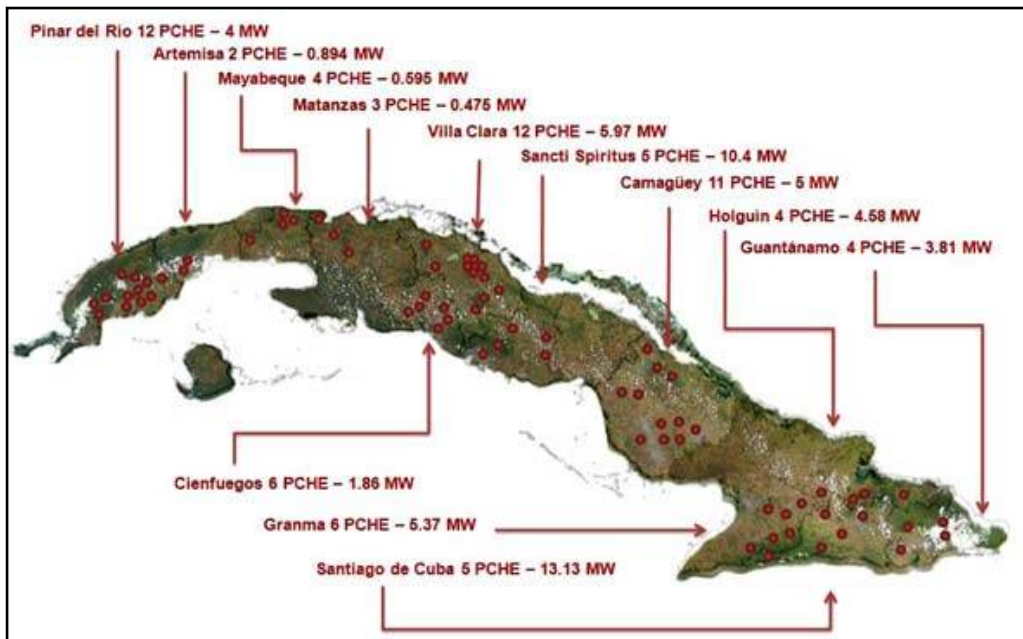 Pinar del Rio 12 PCHE – 4 MW
Artemisa 2 PCHE – 0.894 MW
Mayabeque 4 PCHE – 0.595 MW
Matanzas 3 PCHE – 0.475 MW
Villa Clara 12 PCHE – 5.97 MW
Sancti Spiritus 5 PCHE – 10.4 MW
Camagüey 11 PCHE – 5 MW
Holguin 4 PCHE – 4.58 MW
Guantánamo 4 PCHE – 3.81 MW
Cienfuegos 6 PCHE – 1.86 MW
Granma 6 PCHE – 5.37 MW
Santiago de Cuba 5 PCHE – 13.13 MW